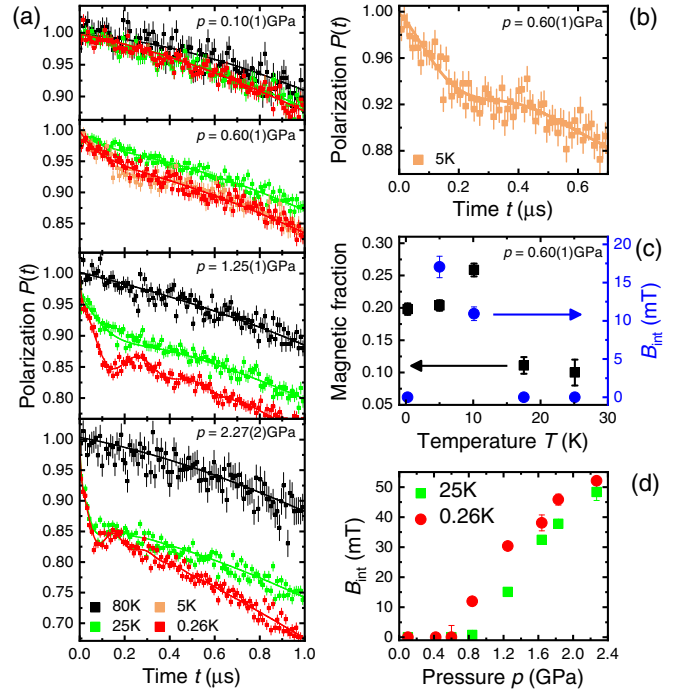 (a)
p = 0.10(1)GPa
1.00
0.95
0.90
p = 0.60(1)GPa
1.00
0.95
0.90
0.85
p = 1.25(1)GPa
1.00
0.95
0.90
0.85
0.80
p = 2.27(2)GPa
1.00
0.95
0.90
0.85
0.80
0.75
0.70
80K 5K
25K 0.26K
0.0 0.2 0.4 0.6 0.8 1.0
Time t (μs)
Polarization P(t)
(b)
p = 0.60(1)GPa
1.00
0.96
0.92
0.88
5K
0.0 0.2 0.4 0.6
Time t (μs)
Polarization P(t)
(c)
p = 0.60(1)GPa
0.30
0.25
0.20
0.15
0.10
0.05
Magnetic fraction
20
15
10
5
0
B int (mT)
0 5 10 15 20 25 30
Temperature T (K)
(d)
25K
0.26K
50
40
30
20
10
0
B int (mT)
0.0 0.4 0.8 1.2 1.6 2.0 2.4
Pressure p (GPa)